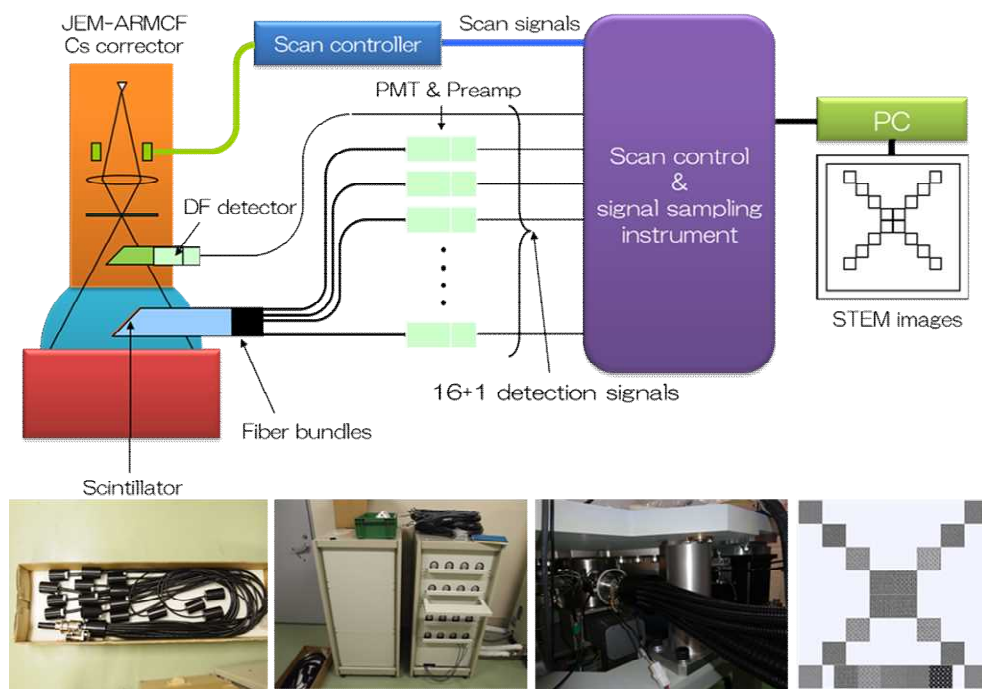 JEM-ARMCF
Cs corrector
Scan controller
Scan signals
PMT & Preamp
DF detector
Scan control
&
signal sampling
instrument
PC
STEM images
16+1 detection signals
Fiber bundles
Scintillator